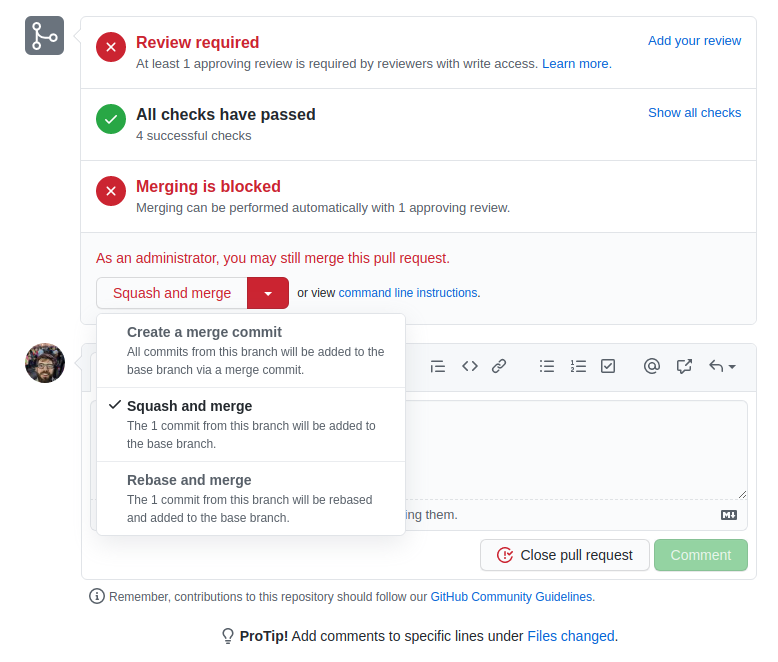 Review required
Add your review
At least 1 approving review is required by reviewers with write access. Learn more.
All checks have passed
Show all checks
4 successful checks
Merging is blocked
Merging can be performed automatically with 1 approving review.
As an administrator, you may still merge this pull request.
Squash and merge
or view command line instructions.
Create a merge commit
All commits from this branch will be added to the
base branch via a merge commit.
Squash and merge
The 1 commit from this branch will be added to
the base branch.
Rebase and merge
The 1 commit from this branch will be rebased
and added to the base branch.
ing them.
Close pull request
Comment
Remember, contributions to this repository should follow our GitHub Community Guidelines.
ProTip! Add comments to specific lines under Files changed.